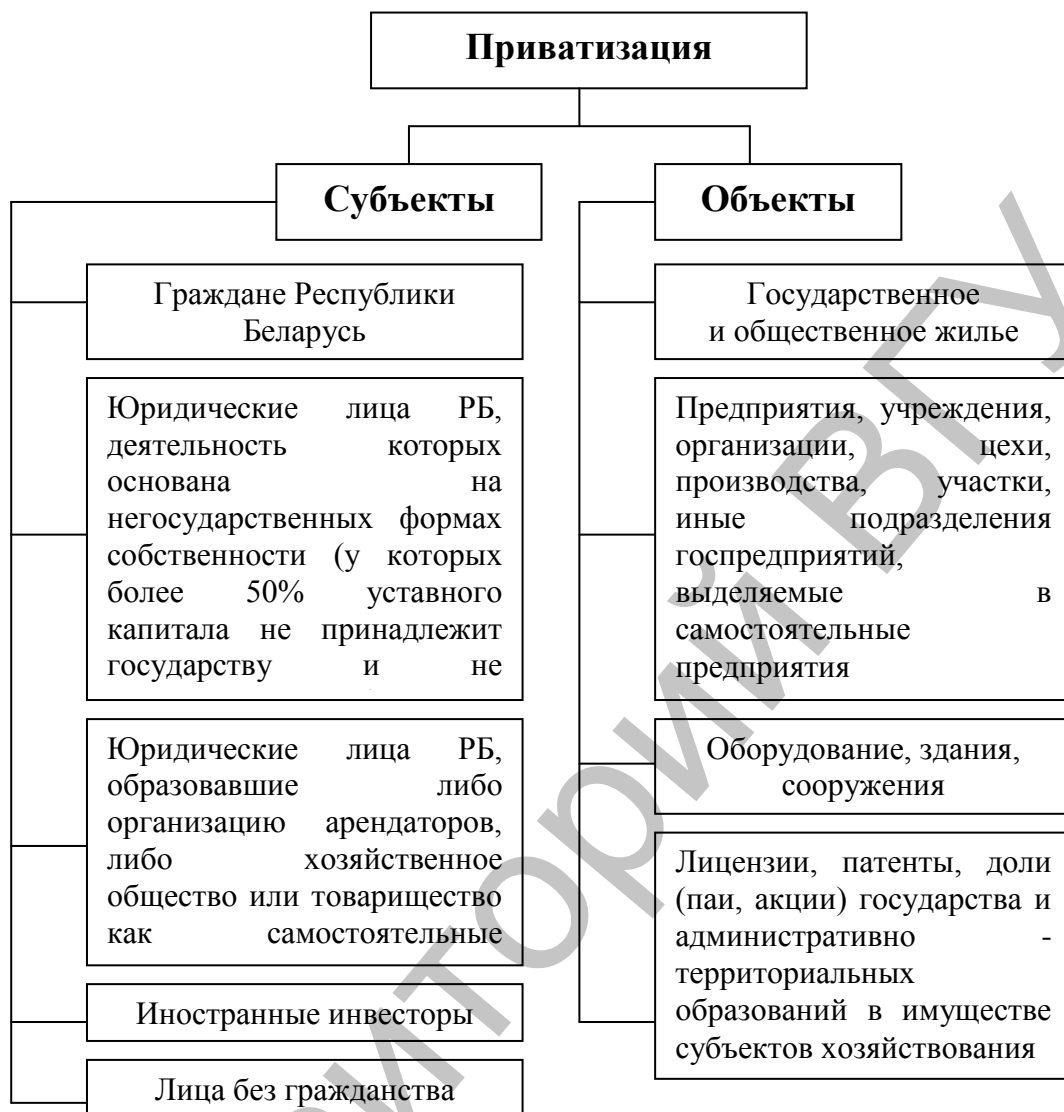 Приватизация
Субъекты
Граждане Республики
Беларусь
Юридические лица РБ,
деятельность которых
основана на
негосударственных формах
собственности (у которых
более 50% уставного
капитала не принадлежит
государству и не
Юридические лица РБ,
образовавшие либо
организацию арендаторов,
либо хозяйственное
общество или товарищество
как самостоятельные
Иностранные инвесторы
Лица без гражданства
Объекты
Государственное
и общественное жилье
Предприятия, учреждения,
организации, цехи,
производства, участки,
иные подразделения
госпредприятий,
выделяемые в
самостоятельные
предприятия
Оборудование, здания,
сооружения
Лицензии, патенты, доли
(паи, акции) государства и
административно -
территориальных
образований в имуществе
субъектов хозяйствования
ВГУ